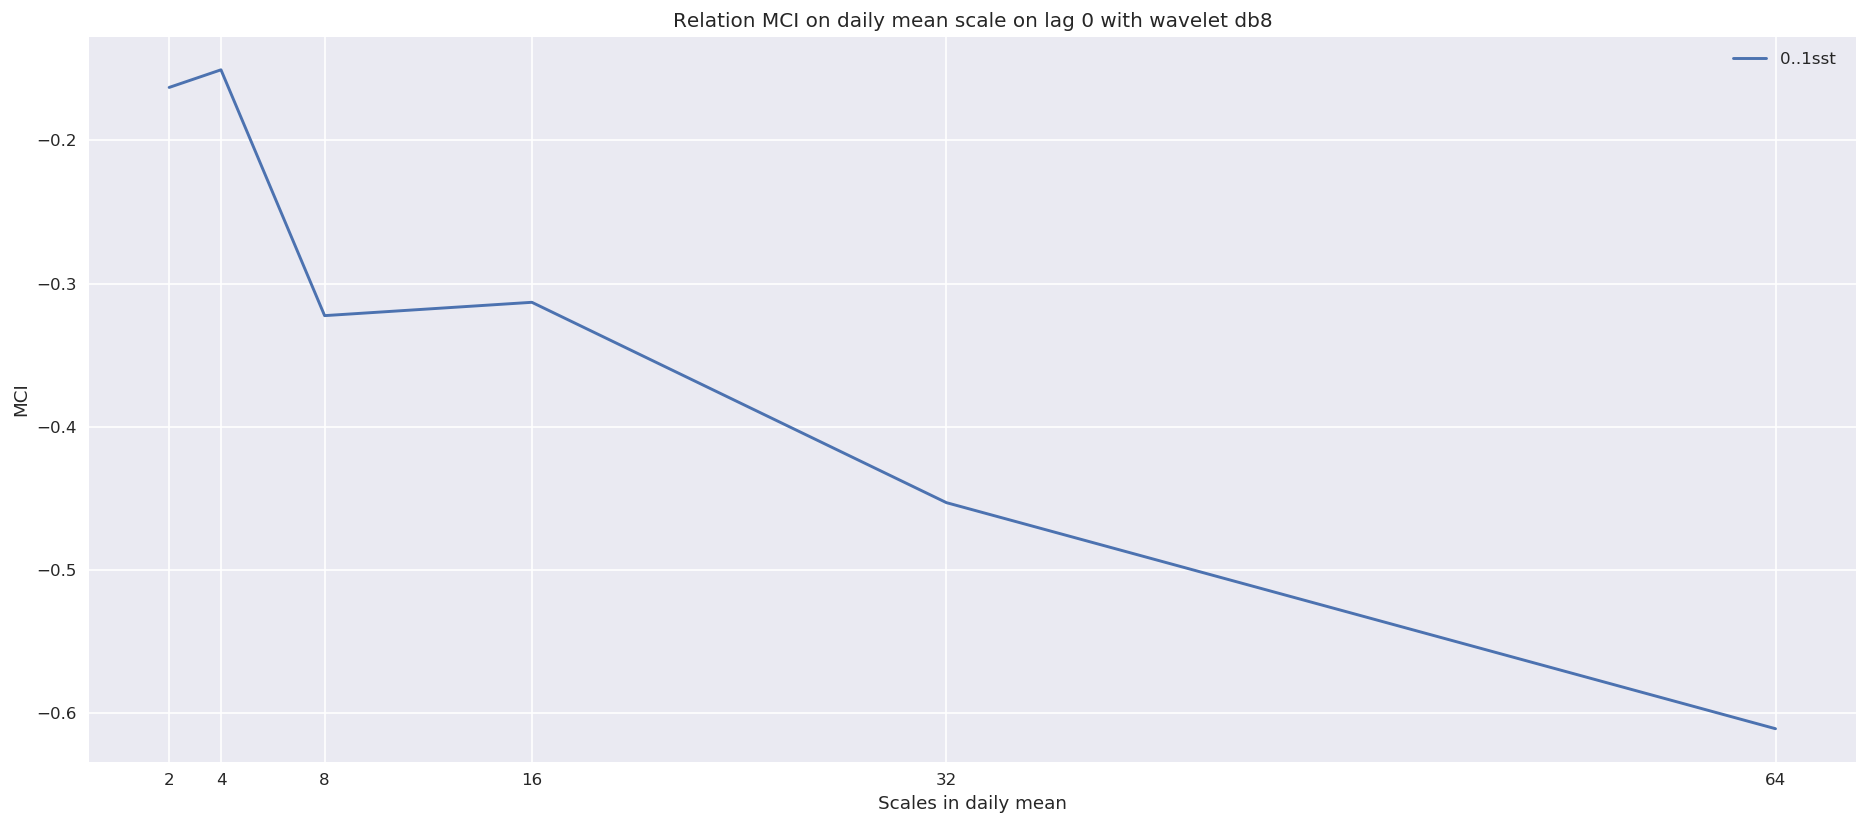 Relation MCI on daily mean scale on lag 0 with wavelet db8
0..1sst
−0.2
−0.3
−0.4
−0.5
−0.6
MCI
2 4 8 16 32 64
Scales in daily mean